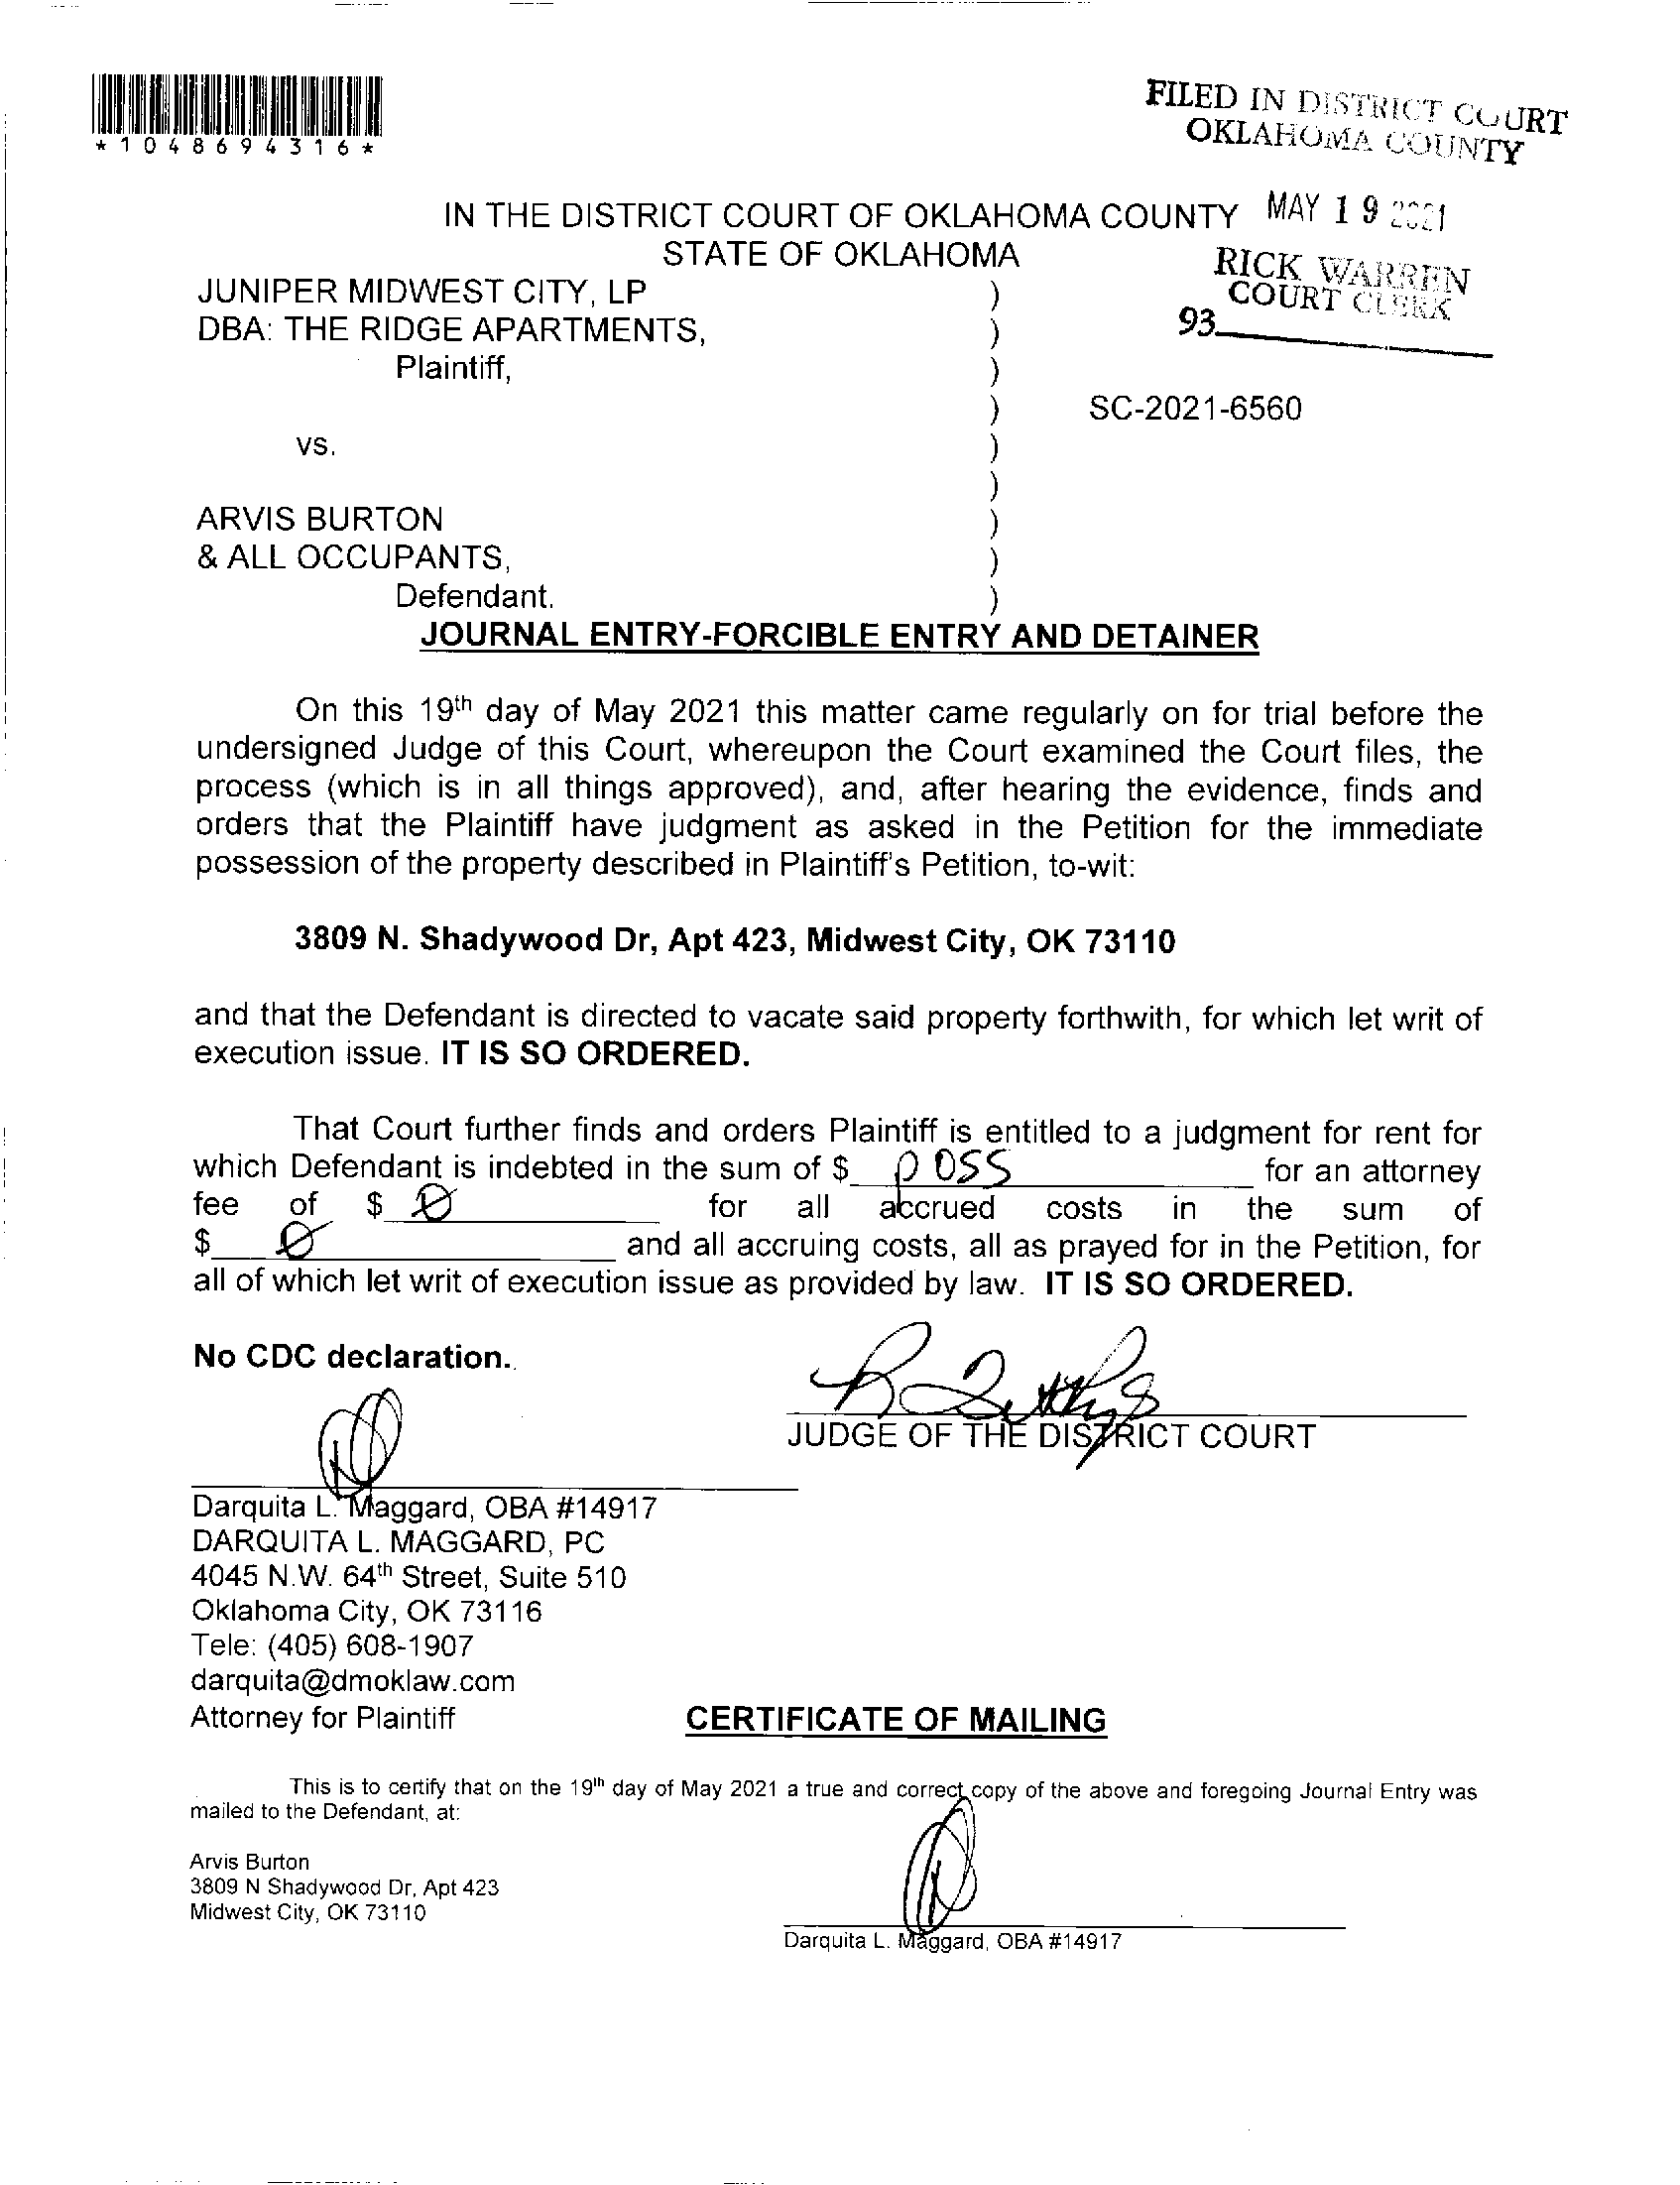 *1048694316*
FILED IN DISTRICT COURT
OKLAHOMA COUNTY
IN THE DISTRICT COURT OF OKLAHOMA COUNTY MAY 19 2021
STATE OF OKLAHOMA
RICK WARREN
COURT CLERK
93
JUNIPER MIDWEST CITY, LP )
DBA: THE RIDGE APARTMENTS, )
Plaintiff, )
) SC-2021-6560
vs. )
)
ARVIS BURTON )
& ALL OCCUPANTS, )
Defendant. )
JOURNAL ENTRY-FORCIBLE ENTRY AND DETAINER
On this 19th day of May 2021 this matter came regularly on for trial before the
undersigned Judge of this Court, whereupon the Court examined the Court files, the
process (which is in all things approved), and, after hearing the evidence, finds and
orders that the Plaintiff have judgment as asked in the Petition for the immediate
possession of the property described in Plaintiff's Petition, to-wit:
3809 N. Shadywood Dr, Apt 423, Midwest City, OK 73110
and that the Defendant is directed to vacate said property forthwith, for which let writ of
execution issue. IT IS SO ORDERED.
That Court further finds and orders Plaintiff is entitled to a judgment for rent for
which Defendant is indebted in the sum of $ poss for an attorney
fee of $ Ø for all accrued costs in the sum of
$ Ø and all accruing costs, all as prayed for in the Petition, for
all of which let writ of execution issue as provided by law. IT IS SO ORDERED.
No CDC declaration.
JUDGE OF THE DISTRICT COURT
Darquita L. Maggard, OBA #14917
DARQUITA L. MAGGARD, PC
4045 N.W. 64th Street, Suite 510
Oklahoma City, OK 73116
Tele: (405) 608-1907
darquita@dmoklaw.com
Attorney for Plaintiff
CERTIFICATE OF MAILING
This is to certify that on the 19th day of May 2021 a true and correct copy of the above and foregoing Journal Entry was
mailed to the Defendant, at:
Arvis Burton
3809 N Shadywood Dr, Apt 423
Midwest City, OK 73110
Darquita L. Maggard, OBA #14917